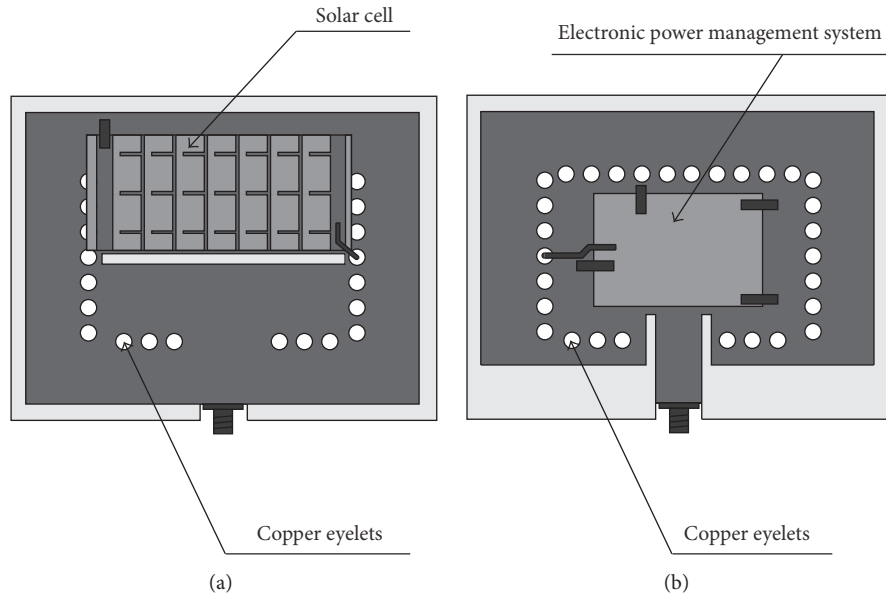 Solar cell
Electronic power management system
Copper eyelets
Copper eyelets
(a)
(b)